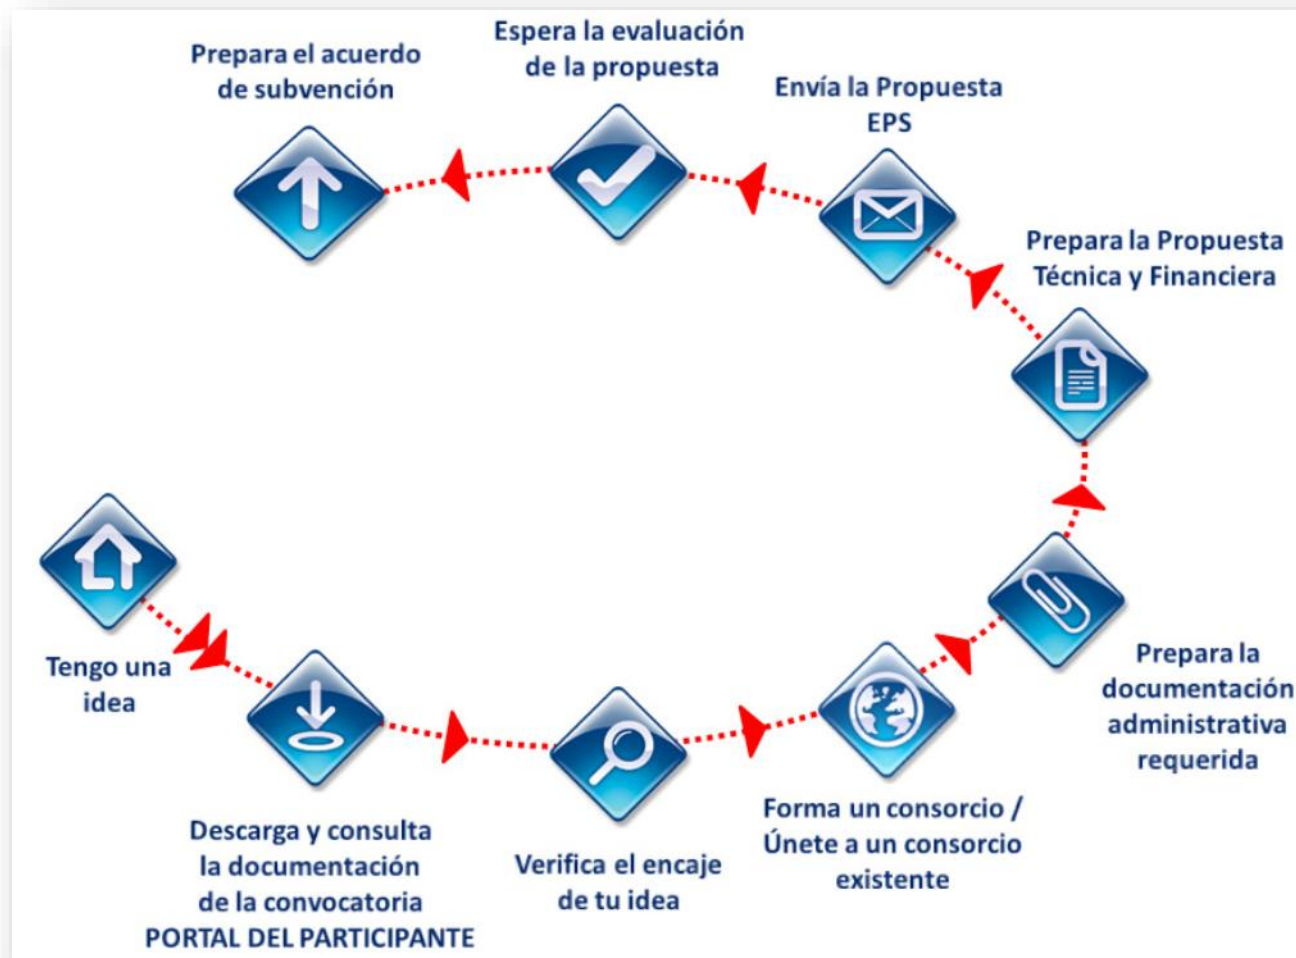 Prepara el acuerdo
de subvención
Espera la evaluación
de la propuesta
Envía la Propuesta
EPS
Prepara la Propuesta
Técnica y Financiera
Tengo una
idea
Descarga y consulta
la documentación
de la convocatoria
PORTAL DEL PARTICIPANTE
Verifica el encaje
de tu idea
Forma un consorcio /
Únete a un consorcio
existente
Prepara la
documentación
administrativa
requerida